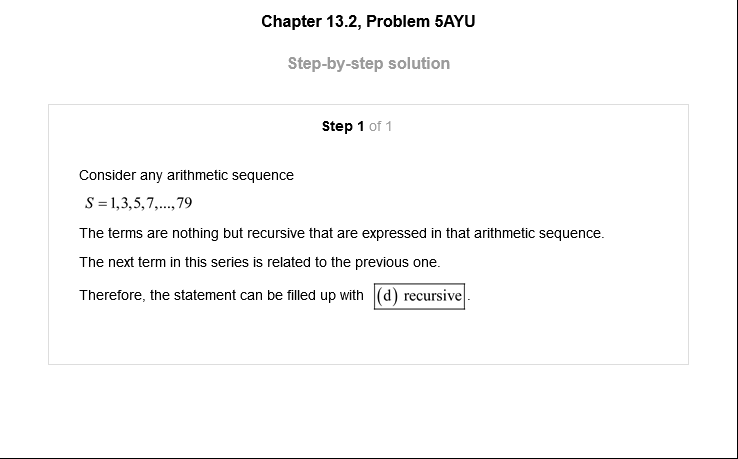 Chapter 13.2, Problem 5AYU
Step-by-step solution
Step 1 of 1
Consider any arithmetic sequence
S = 1,3,5,7,...,79
The terms are nothing but recursive that are expressed in that arithmetic sequence.
The next term in this series is related to the previous one.
Therefore, the statement can be filled up with (d) recursive.